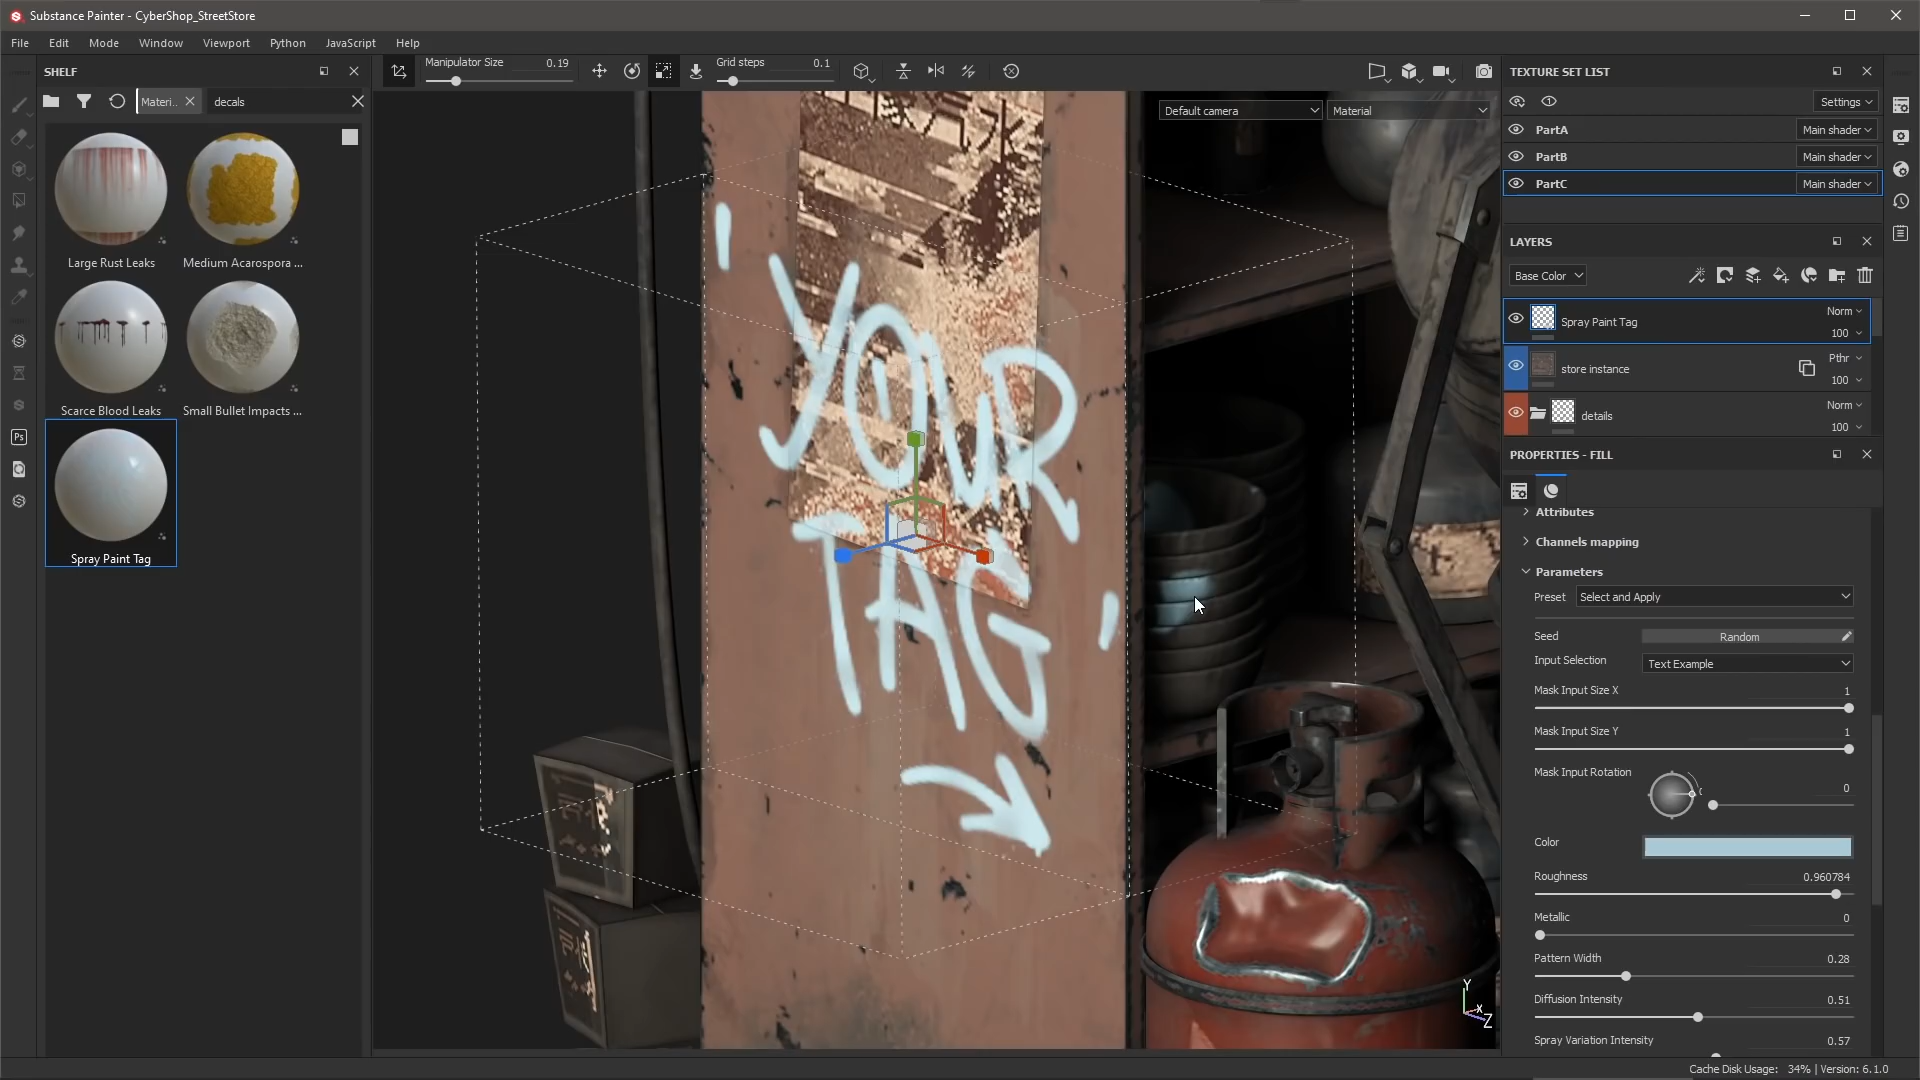 Substance Painter - CyberShop_StreetStore
File Edit Mode Window Viewport Python JavaScript Help
SHELF
Manipulator Size 0.19
Grid steps 0.1
TEXTURE SET LIST
Materi..
decals
Default camera
Material
Settings
PartA Main shader
PartB Main shader
PartC Main shader
Large Rust Leaks
Medium Acarospora ...
Scarce Blood Leaks
Small Bullet Impacts ...
Spray Paint Tag
Ps
YOUR
TAG
Y
X
Z
LAYERS
Base Color
Spray Paint Tag Norm
100
store instance Pthr
100
details Norm
100
PROPERTIES - FILL
Attributes
Channels mapping
Parameters
Preset Select and Apply
Seed Random
Input Selection Text Example
Mask Input Size X 1
Mask Input Size Y 1
Mask Input Rotation 0
Color
Roughness 0.960784
Metallic 0
Pattern Width 0.28
Diffusion Intensity 0.51
Spray Variation Intensity 0.57
Cache Disk Usage: 34% | Version: 6.1.0